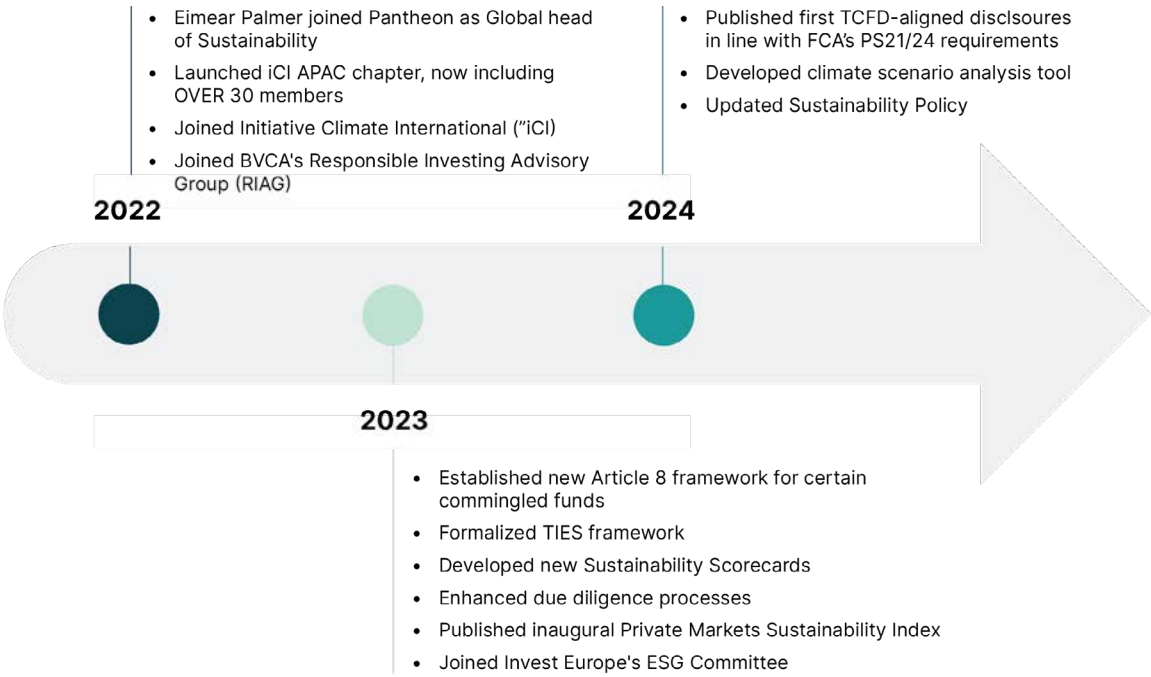 • Eimear Palmer joined Pantheon as Global head
of Sustainability
• Launched iCI APAC chapter, now including
OVER 30 members
• Joined Initiative Climate International (”iCI)
• Joined BVCA's Responsible Investing Advisory
Group (RIAG)
2022
• Published first TCFD-aligned disclsoures
in line with FCA’s PS21/24 requirements
• Developed climate scenario analysis tool
• Updated Sustainability Policy
2024
2023
• Established new Article 8 framework for certain
commingled funds
• Formalized TIES framework
• Developed new Sustainability Scorecards
• Enhanced due diligence processes
• Published inaugural Private Markets Sustainability Index
• Joined Invest Europe's ESG Committee